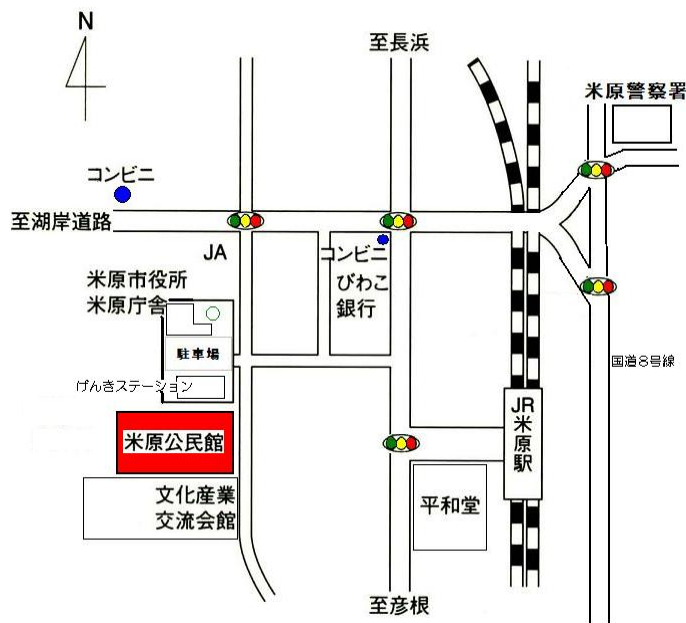 N
至長浜
米原警察署
コンビニ
至湖岸道路
JA
コンビニ
びわこ
銀行
米原市役所
米原庁舎
駐車場
げんきステーション
国道8号線
JR
米
原
駅
米原公民館
平和堂
文化産業
交流会館
至彦根